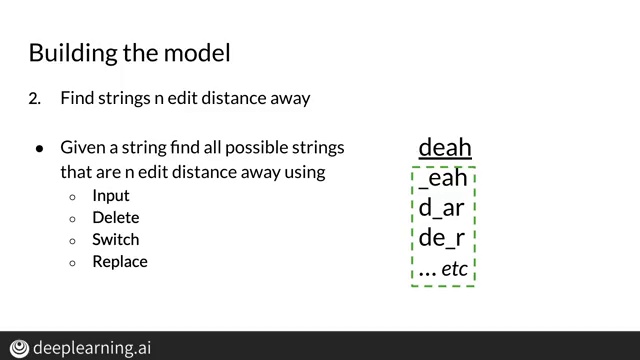 Building the model
2. Find strings n edit distance away
● Given a string find all possible strings
that are n edit distance away using
○ Input
○ Delete
○ Switch
○ Replace
deah
_eah
d_ar
de_r
... etc
deeplearning.ai